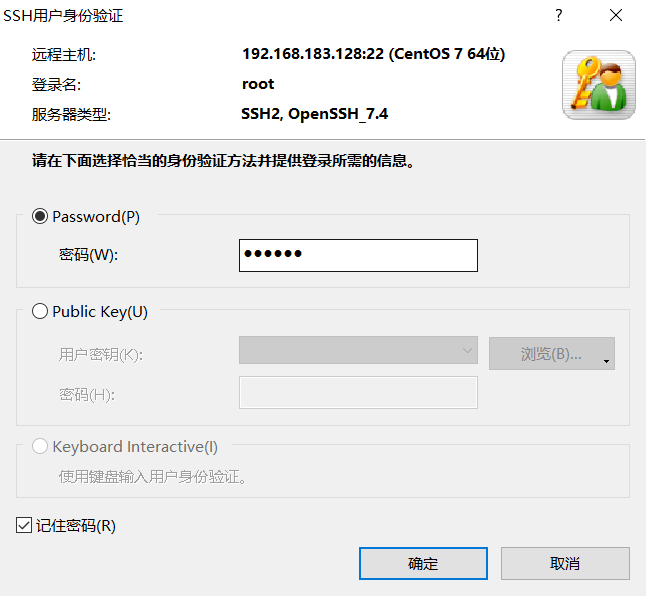 SSH用户身份验证
远程主机: 192.168.183.128:22 (CentOS 7 64位)
登录名: root
服务器类型: SSH2, OpenSSH_7.4
请在下面选择恰当的身份验证方法并提供登录所需的信息。
Password(P)
密码(W): ●●●●●●
Public Key(U)
用户密钥(K): 浏览(B)...
密码(H):
Keyboard Interactive(I)
使用键盘输入用户身份验证。
记住密码(R)
确定 取消